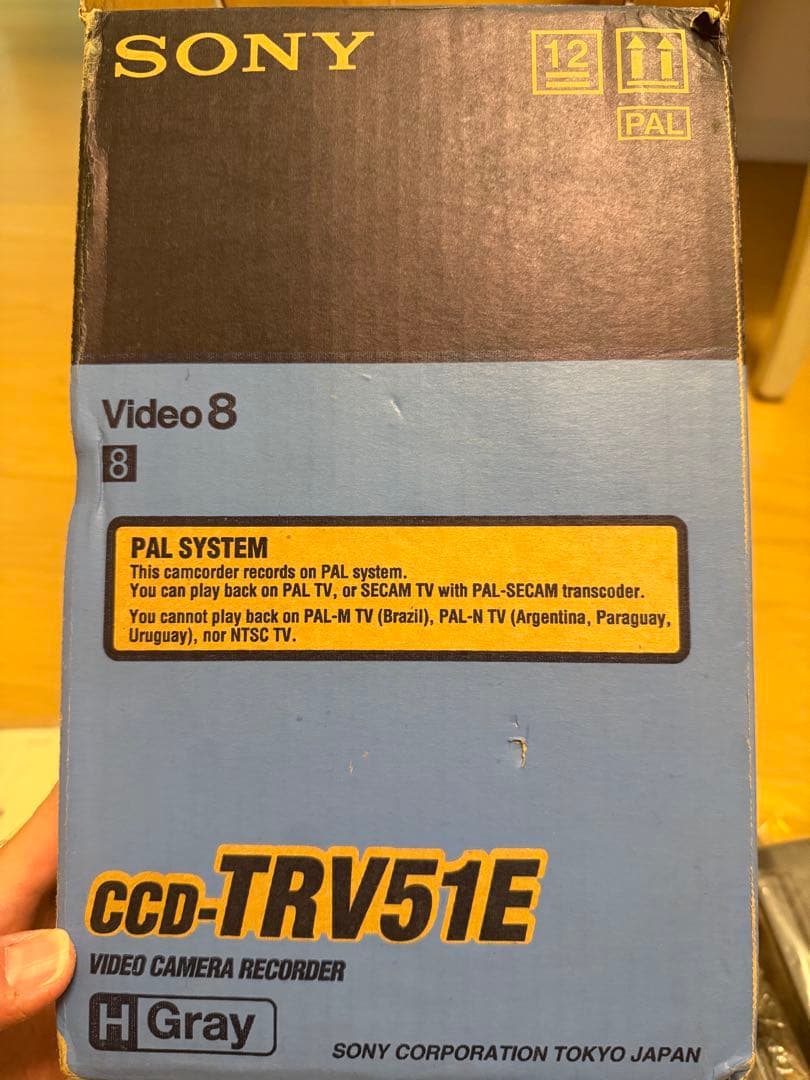 SONY
12
PAL
Video 8
8
PAL SYSTEM
This camcorder records on PAL system.
You can play back on PAL TV, or SECAM TV with PAL-SECAM transcoder.
You cannot play back on PAL-M TV (Brazil), PAL-N TV (Argentina, Paraguay,
Uruguay), nor NTSC TV.
CCD-TRV51E
VIDEO CAMERA RECORDER
H Gray
SONY CORPORATION TOKYO JAPAN